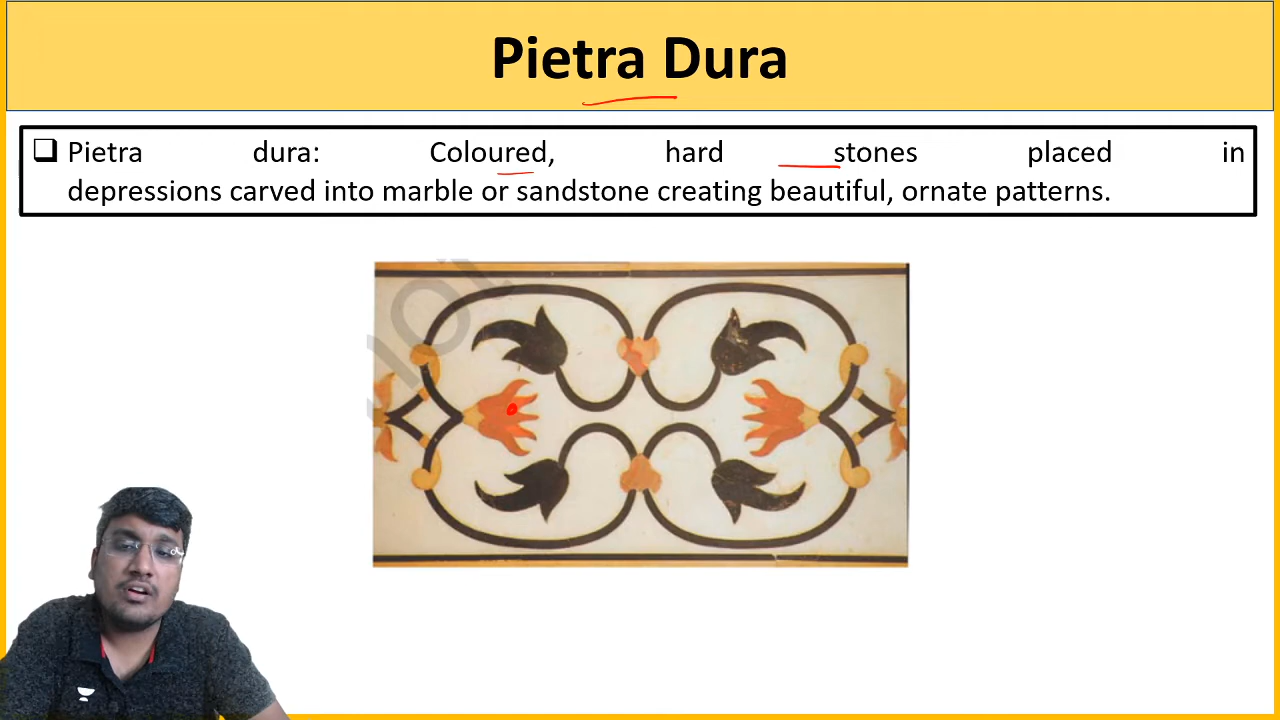 Pietra Dura
❑ Pietra dura: Coloured, hard stones placed in
depressions carved into marble or sandstone creating beautiful, ornate patterns.